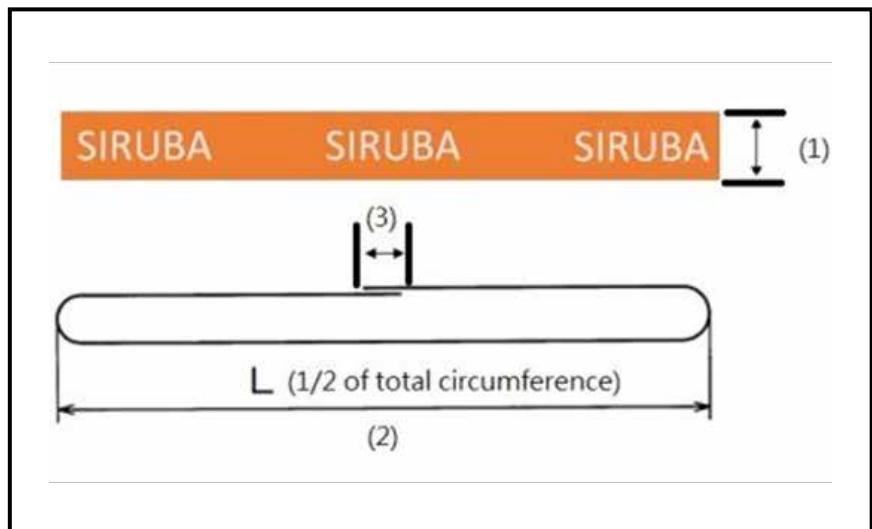 SIRUBA SIRUBA SIRUBA
(1)
(3)
L (1/2 of total circumference)
(2)